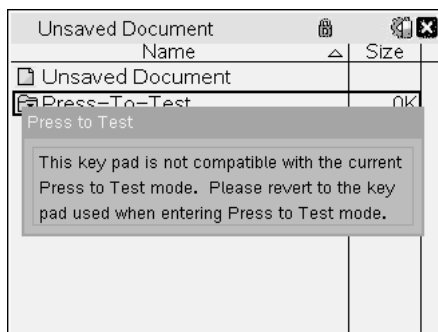 Unsaved Document
Name Size
Unsaved Document
Press-To-Test 0K
Press to Test
This key pad is not compatible with the current
Press to Test mode. Please revert to the key
pad used when entering Press to Test mode.